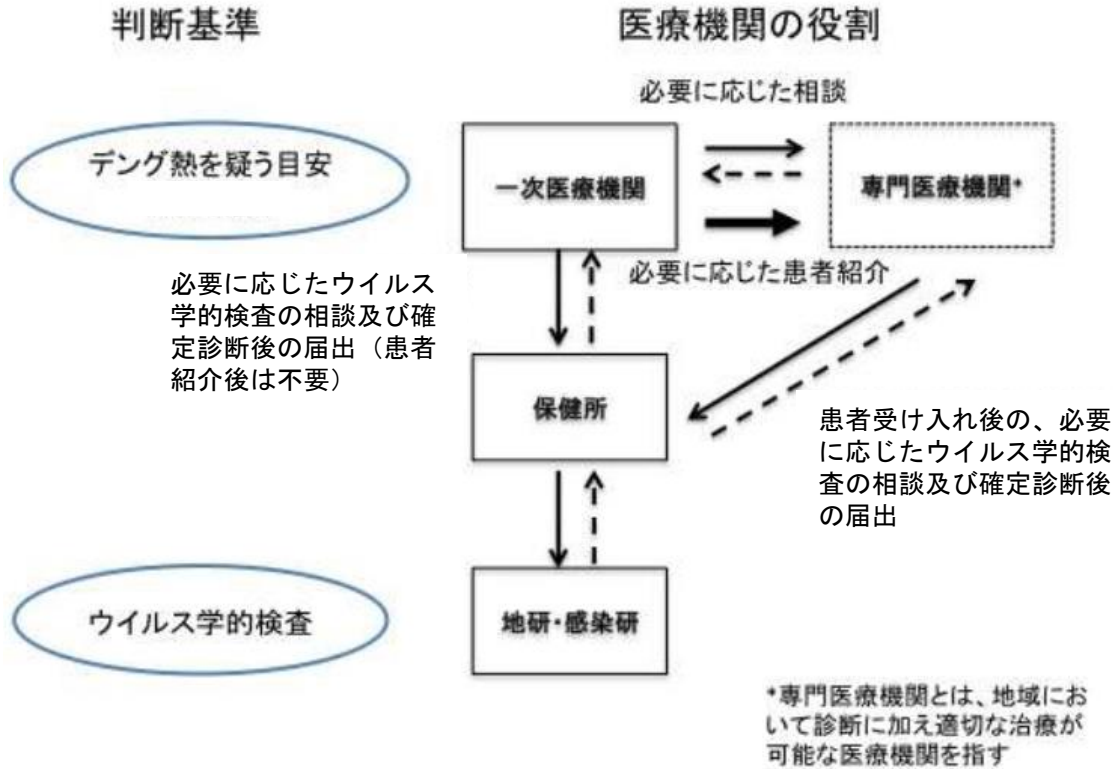 判断基準
医療機関の役割
必要に応じた相談
デング熱を疑う目安
一次医療機関
専門医療機関*
必要に応じた患者紹介
必要に応じたウイルス
学的検査の相談及び確
定診断後の届出（患者
紹介後は不要）
保健所
患者受け入れ後の、必要
に応じたウイルス学的検
査の相談及び確定診断後
の届出
ウイルス学的検査
地研・感染研
*専門医療機関とは、地域にお
いて診断に加え適切な治療が
可能な医療機関を指す